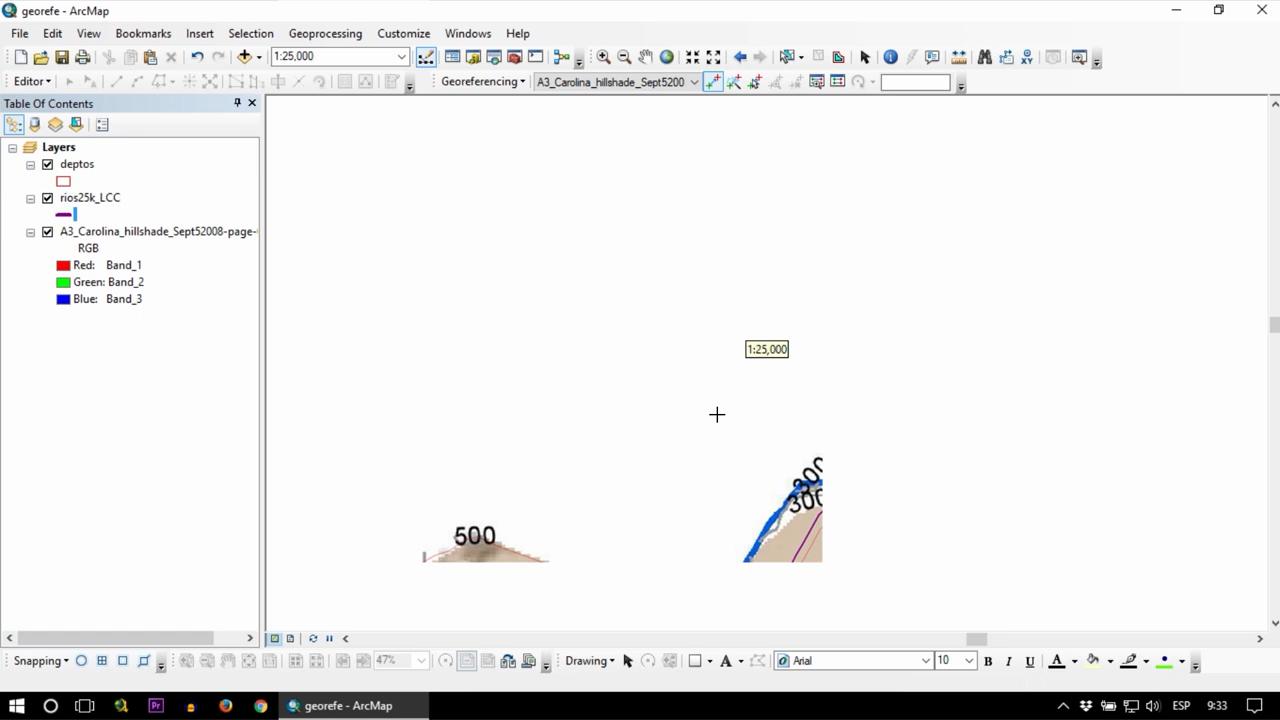 georefe - ArcMap
File Edit View Bookmarks Insert Selection Geoprocessing Customize Windows Help
1:25,000
Editor Georeferencing A3_Carolina_hillshade_Sept5200
Table Of Contents
Layers
deptos
rios25k_LCC
A3_Carolina_hillshade_Sept52008-page-
RGB
Red: Band_1
Green: Band_2
Blue: Band_3
1:25,000
300
300
500
Snapping 47% Drawing A Arial 10 B I U A
Pr georefe - ArcMap ESP 9:33